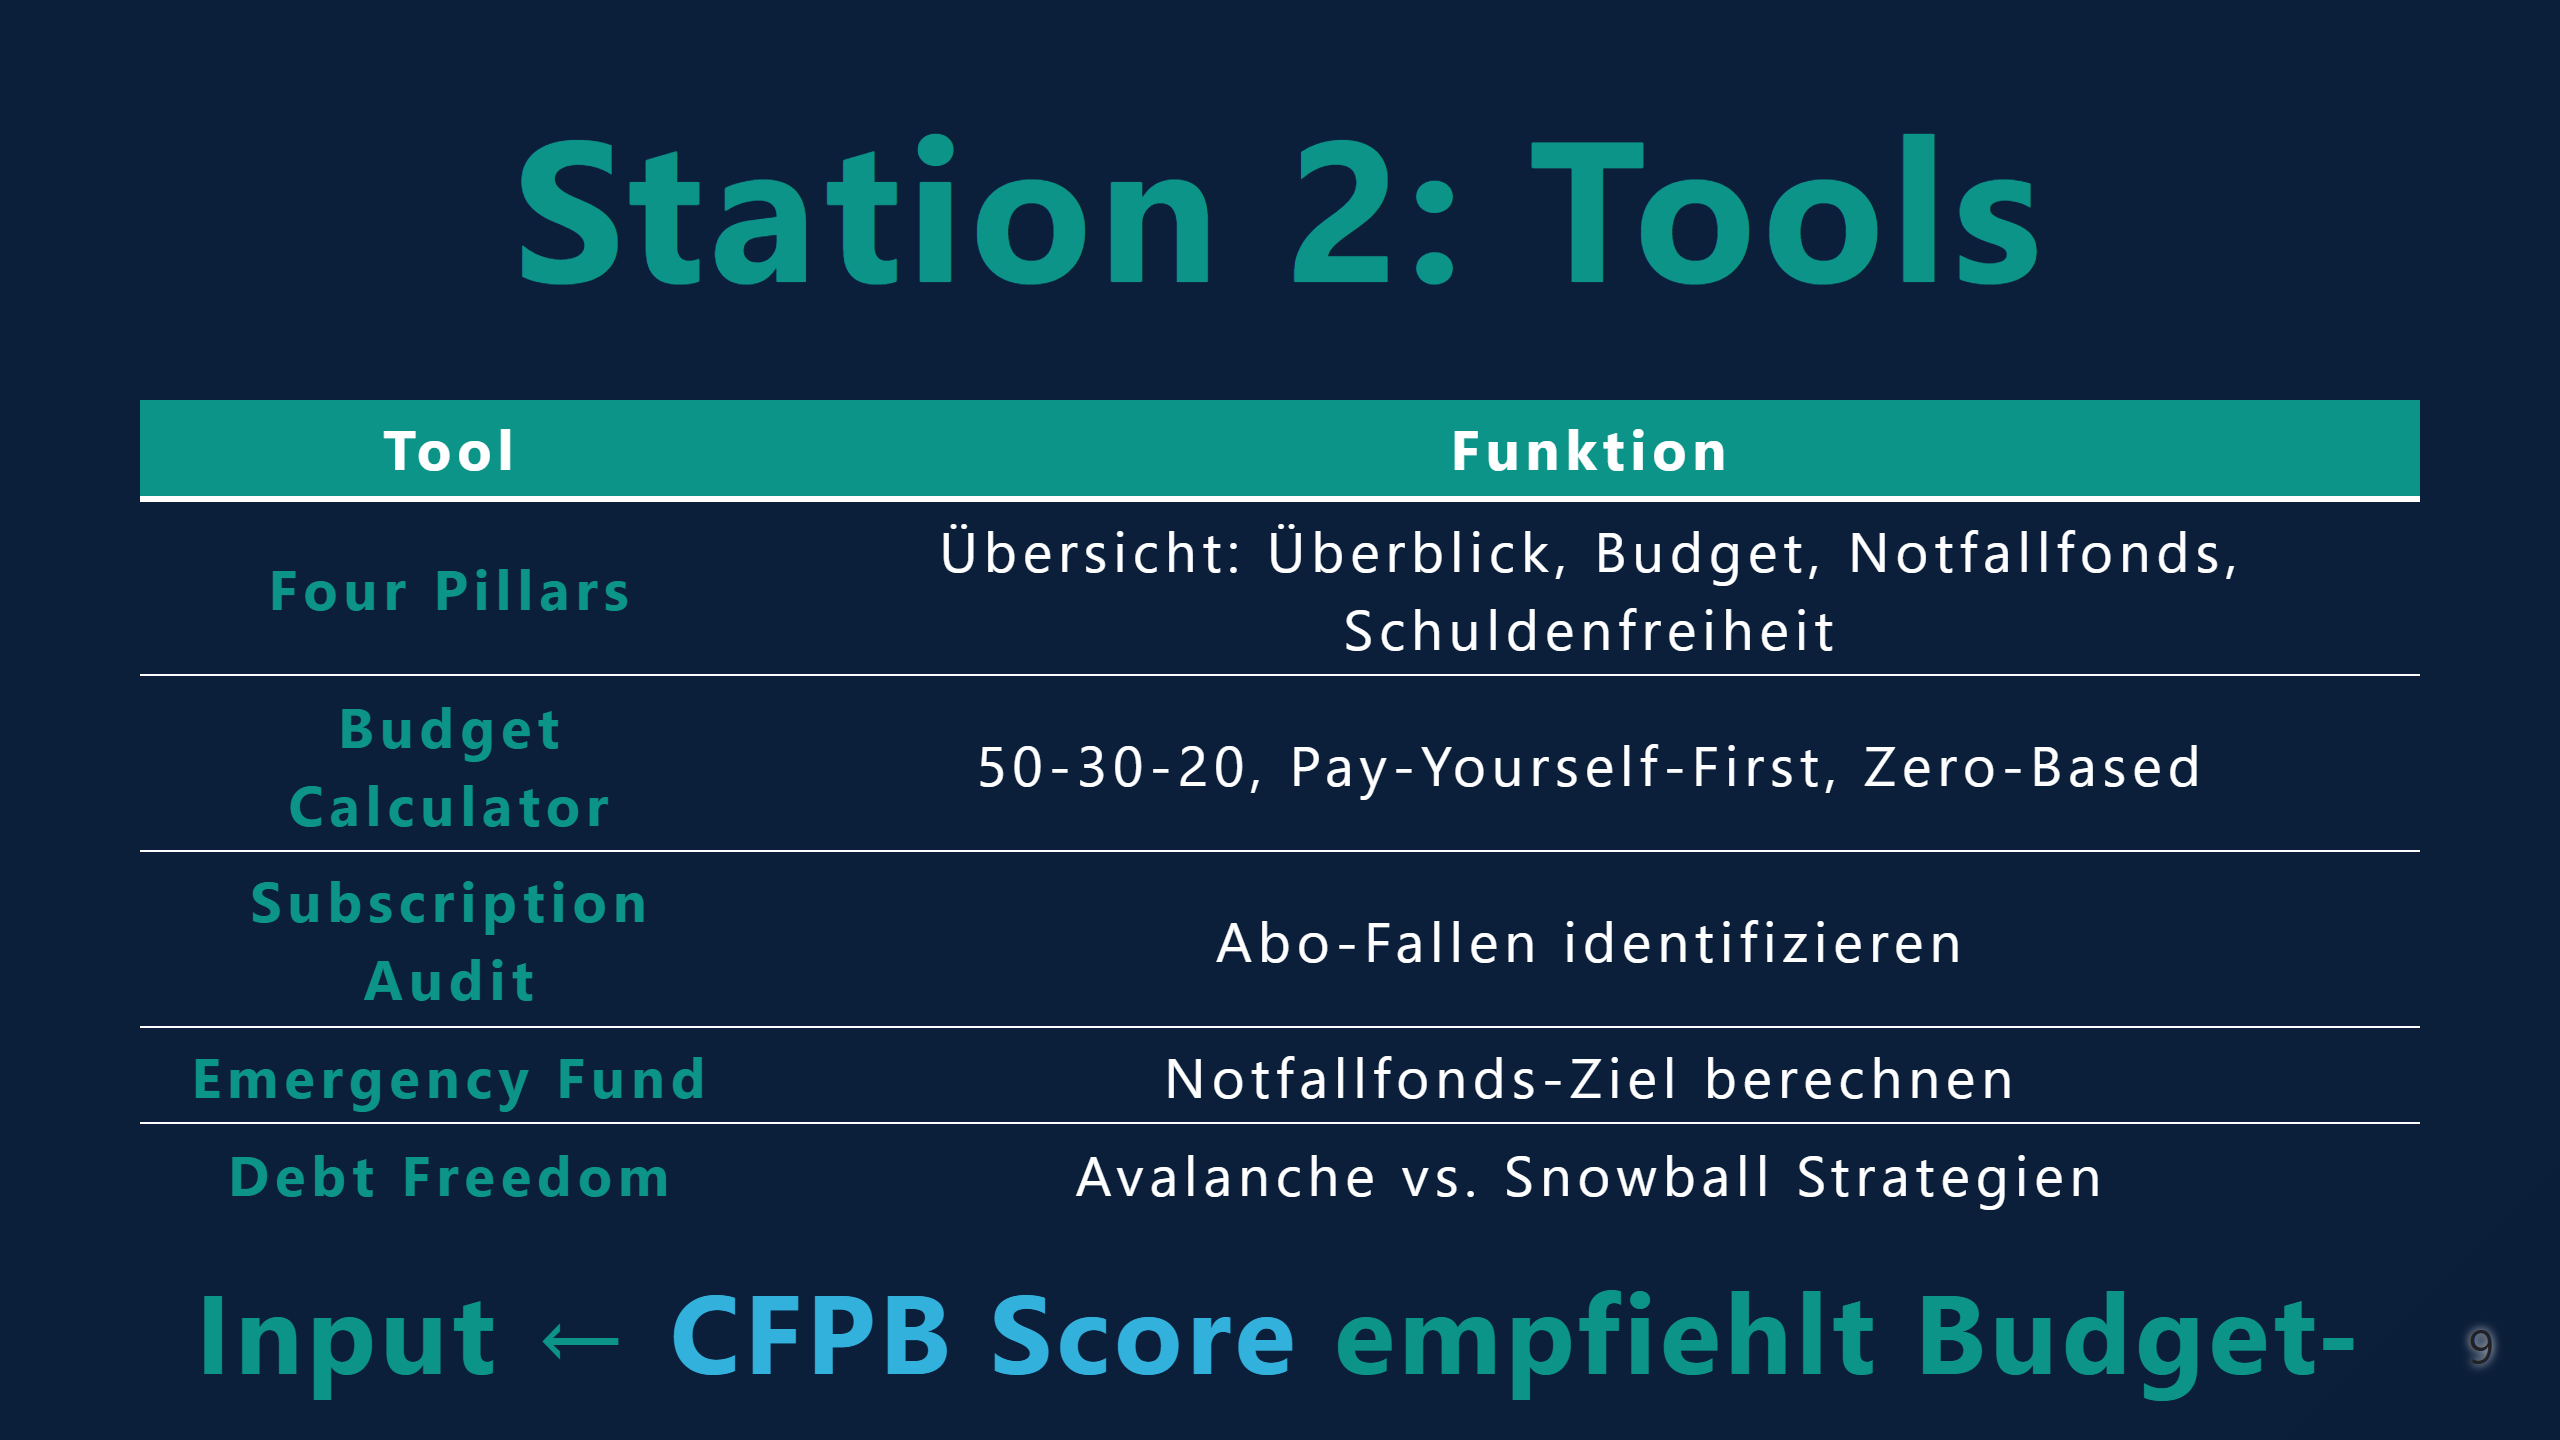 Station 2: Tools
Tool Funktion
Four Pillars Übersicht: Überblick, Budget, Notfallfonds,
Schuldenfreiheit
Budget
Calculator 50-30-20, Pay-Yourself-First, Zero-Based
Subscription
Audit Abo-Fallen identifizieren
Emergency Fund Notfallfonds-Ziel berechnen
Debt Freedom Avalanche vs. Snowball Strategien
Input ← CFPB Score empfiehlt Budget-
9